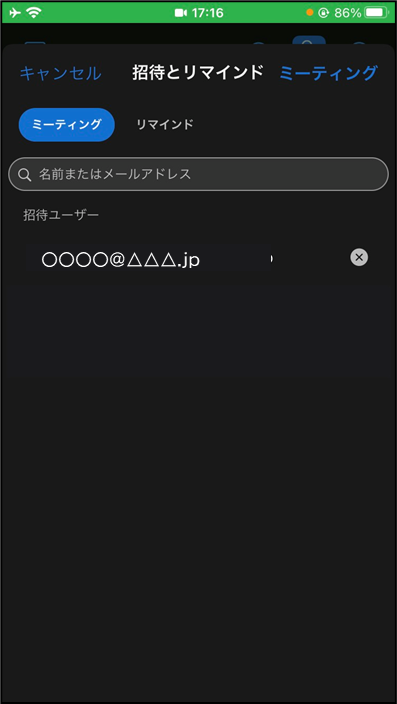 17:16 86%
キャンセル 招待とリマインド ミーティング
ミーティング リマインド
名前またはメールアドレス
招待ユーザー
〇〇〇〇@△△△.jp